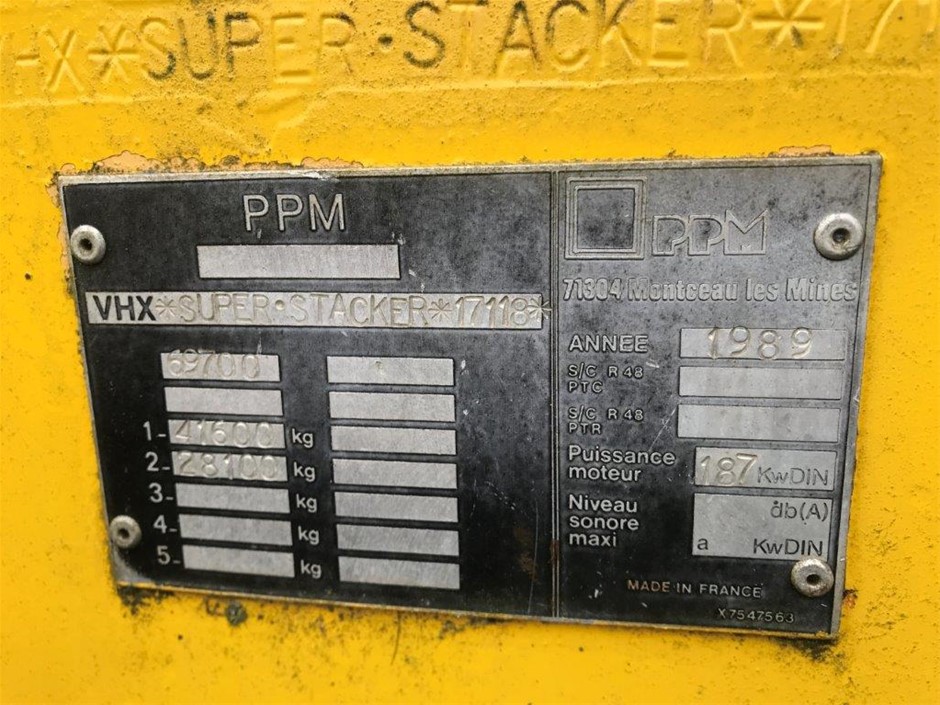 HX*SUPER·STACKER*171
PPM
VHX*SUPER·STACKER*17118*
69700
1- 41600 kg
2- 28100 kg
3- kg
4- kg
5- kg
PPM
71304 Montceau les Mines
ANNEE 1989
S/C R 48
PTC
S/C R 48
PTR
Puissance
moteur 187 KwDIN
Niveau
sonore
maxi
db(A)
a KwDIN
MADE IN FRANCE
X7547563